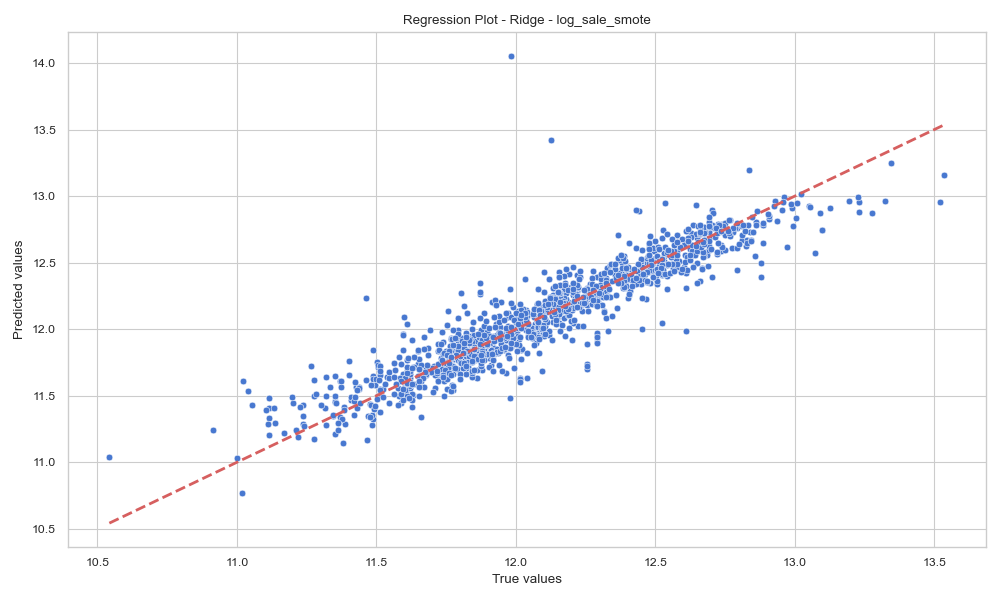 Regression Plot - Ridge - log_sale_smote
Predicted values
14.0
13.5
13.0
12.5
12.0
11.5
11.0
10.5
10.5 11.0 11.5 12.0 12.5 13.0 13.5
True values